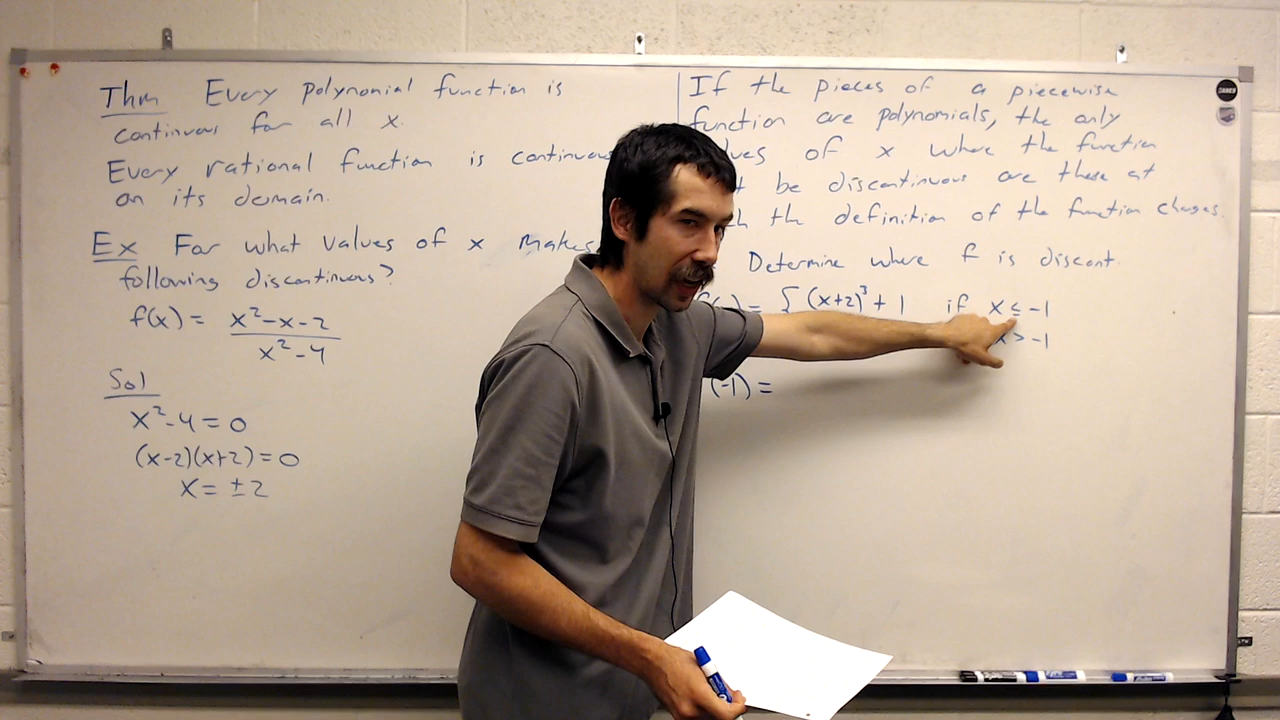 Thm Every polynomial function is
continuous for all x.
Every rational function is continuous
on its domain.
Ex For what values of x makes
following discontinuous?
f(x) = x²-x-2 / x²-4
Sol
x²-4=0
(x-2)(x+2)=0
x=±2
If the pieces of a piecewise
function are polynomials, the only
of x where the function
be discontinuous are these at
the definition of the function changes.
Determine where f is discont.
= { (x+2)³+1 if x≤-1
x>-1
(-1) =